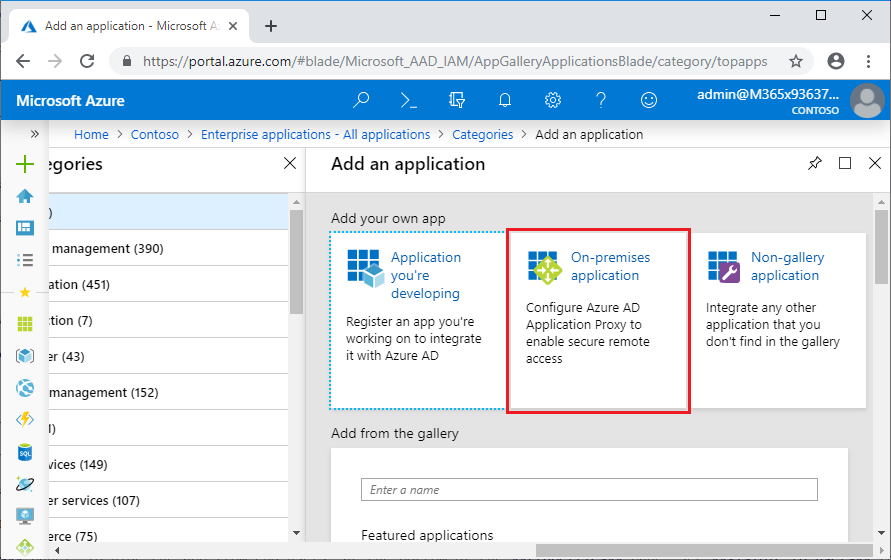 Add an application - Microsoft A
https://portal.azure.com/#blade/Microsoft_AAD_IAM/AppGalleryApplicationsBlade/category/topapps
Microsoft Azure
admin@M365x93637...
CONTOSO
Home > Contoso > Enterprise applications - All applications > Categories > Add an application
egories
)
management (390)
ation (451)
tion (7)
er (43)
management (152)
1)
vices (149)
er services (107)
erce (75)
Add an application
Add your own app
Application
you're
developing
Register an app you're
working on to integrate
it with Azure AD
On-premises
application
Configure Azure AD
Application Proxy to
enable secure remote
access
Non-gallery
application
Integrate any other
application that you
don't find in the gallery
Add from the gallery
Enter a name
Featured applications